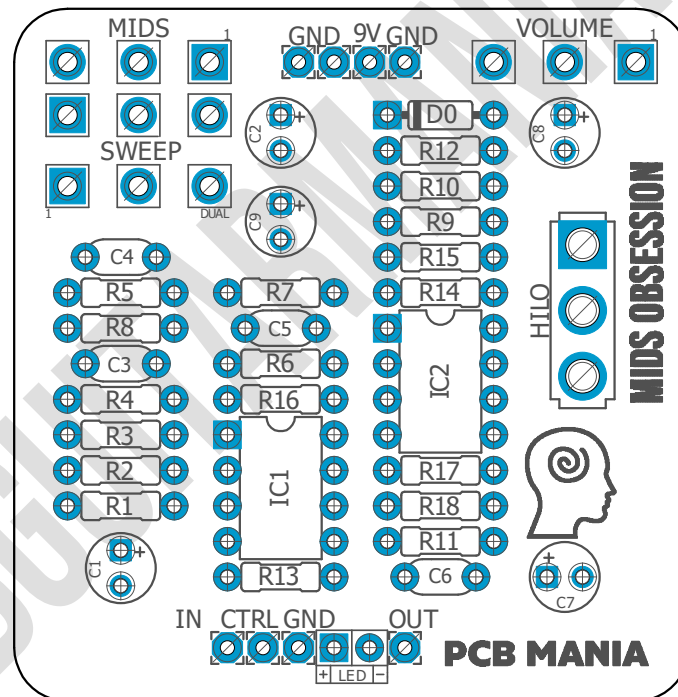 MIDS 1
GND 9V GND
VOLUME 1
C2 +
D0
C8 +
R12
SWEEP
R10
1 DUAL
C9 +
R9
MIDS OBSESSION
C4
R15
R5
R7
R14
HILO
R8
C5
C3
R6
IC2
R4
R16
R3
R2
IC1
R17
R1
R18
R11
C1 +
R13
C6
C7 +
IN CTRL GND OUT
+ LED -
PCB MANIA